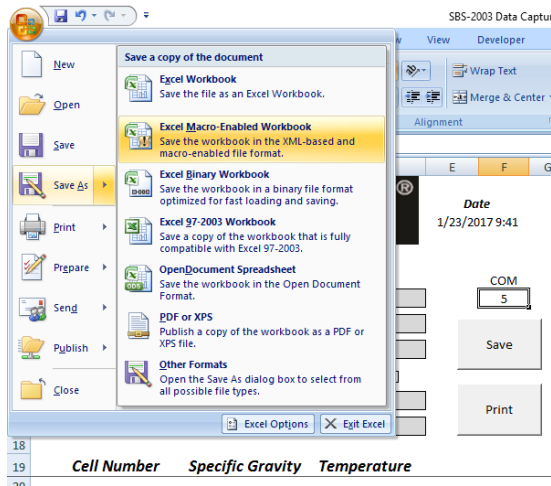 SBS-2003 Data Captu
View Developer
New
Open
Save
Save As
Print
Prepare
Send
Publish
Close
Save a copy of the document
Excel Workbook
Save the file as an Excel Workbook.
Excel Macro-Enabled Workbook
Save the workbook in the XML-based and
macro-enabled file format.
Excel Binary Workbook
Save the workbook in a binary file format
optimized for fast loading and saving.
Excel 97-2003 Workbook
Save a copy of the workbook that is fully
compatible with Excel 97-2003.
OpenDocument Spreadsheet
Save the workbook in the Open Document
Format.
PDF or XPS
Publish a copy of the workbook as a PDF or
XPS file.
Other Formats
Open the Save As dialog box to select from
all possible file types.
Excel Options Exit Excel
Wrap Text
Merge & Center
Alignment
E F G
®
Date
1/23/2017 9:41
COM
5
Save
Print
18
19 Cell Number Specific Gravity Temperature